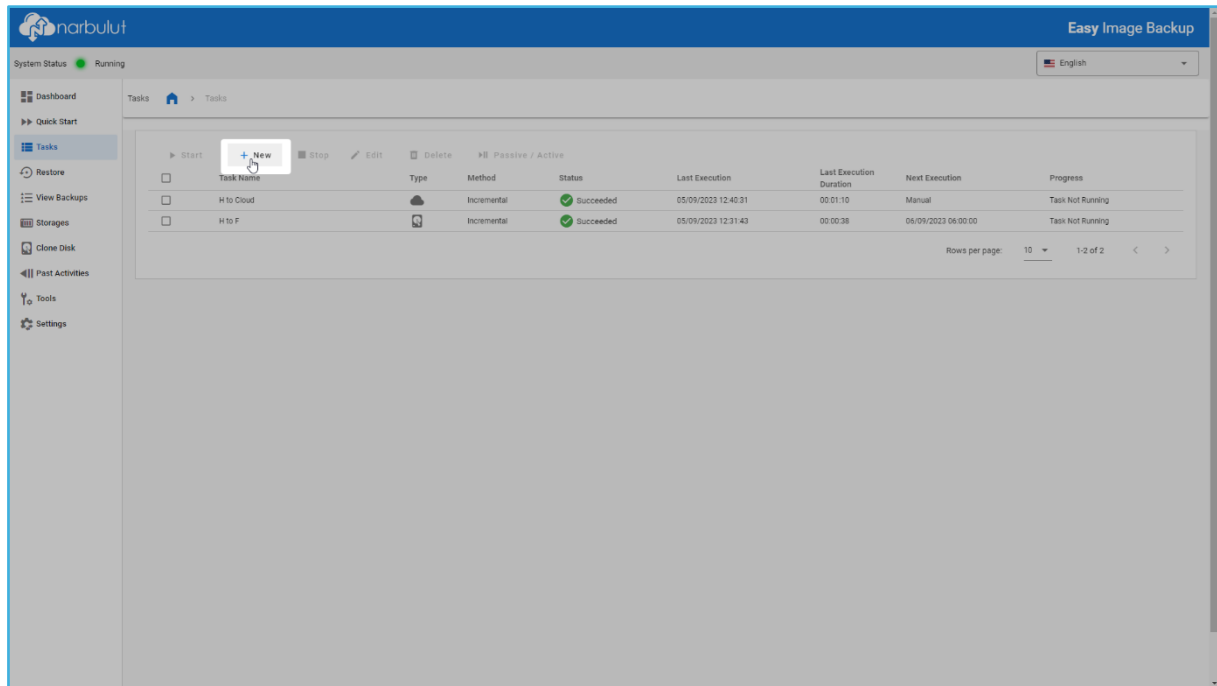 narbulut
Easy Image Backup
System Status Running
English
Dashboard
Quick Start
Tasks
Restore
View Backups
Storages
Clone Disk
Past Activities
Tools
Settings
Tasks > Tasks
Start + New Stop Edit Delete Passive / Active
Task Name Type Method Status Last Execution Last Execution Duration Next Execution Progress
H to Cloud Incremental Succeeded 05/09/2023 12:40:31 00:01:10 Manual Task Not Running
H to F Incremental Succeeded 05/09/2023 12:31:43 00:00:38 06/09/2023 06:00:00 Task Not Running
Rows per page: 10 1-2 of 2 < >